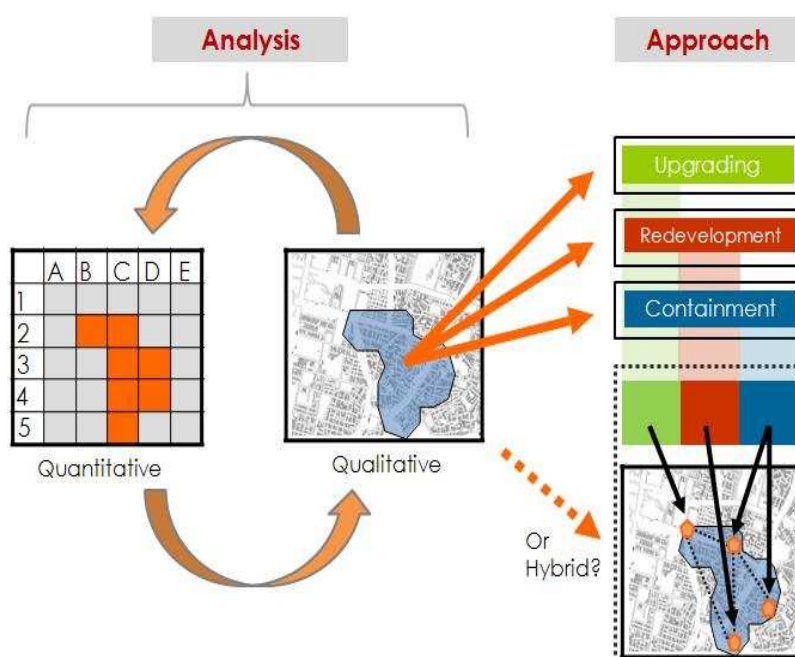 Analysis
Approach
Upgrading
Redevelopment
Containment
A B C D E
1
2
3
4
5
Quantitative
Qualitative
Or
Hybrid?